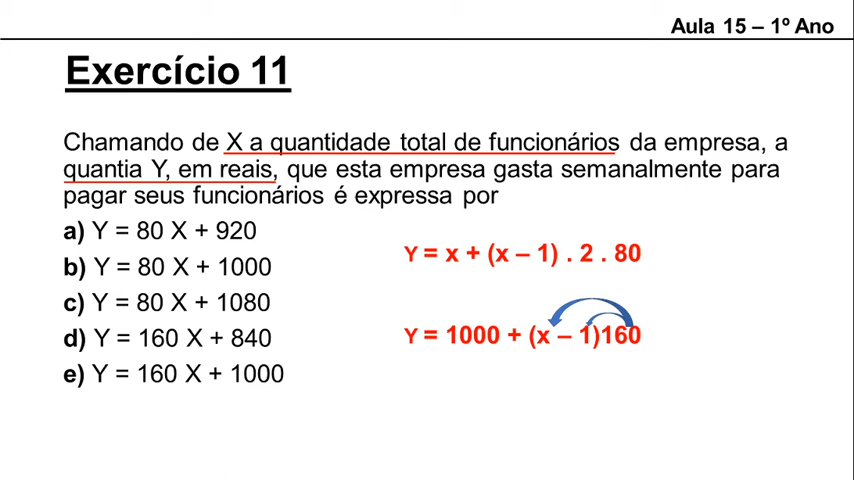 Aula 15 – 1º Ano
Exercício 11
Chamando de X a quantidade total de funcionários da empresa, a
quantia Y, em reais, que esta empresa gasta semanalmente para
pagar seus funcionários é expressa por
a) Y = 80 X + 920
b) Y = 80 X + 1000
c) Y = 80 X + 1080
d) Y = 160 X + 840
e) Y = 160 X + 1000
Y = x + (x – 1) . 2 . 80
Y = 1000 + (x – 1)160